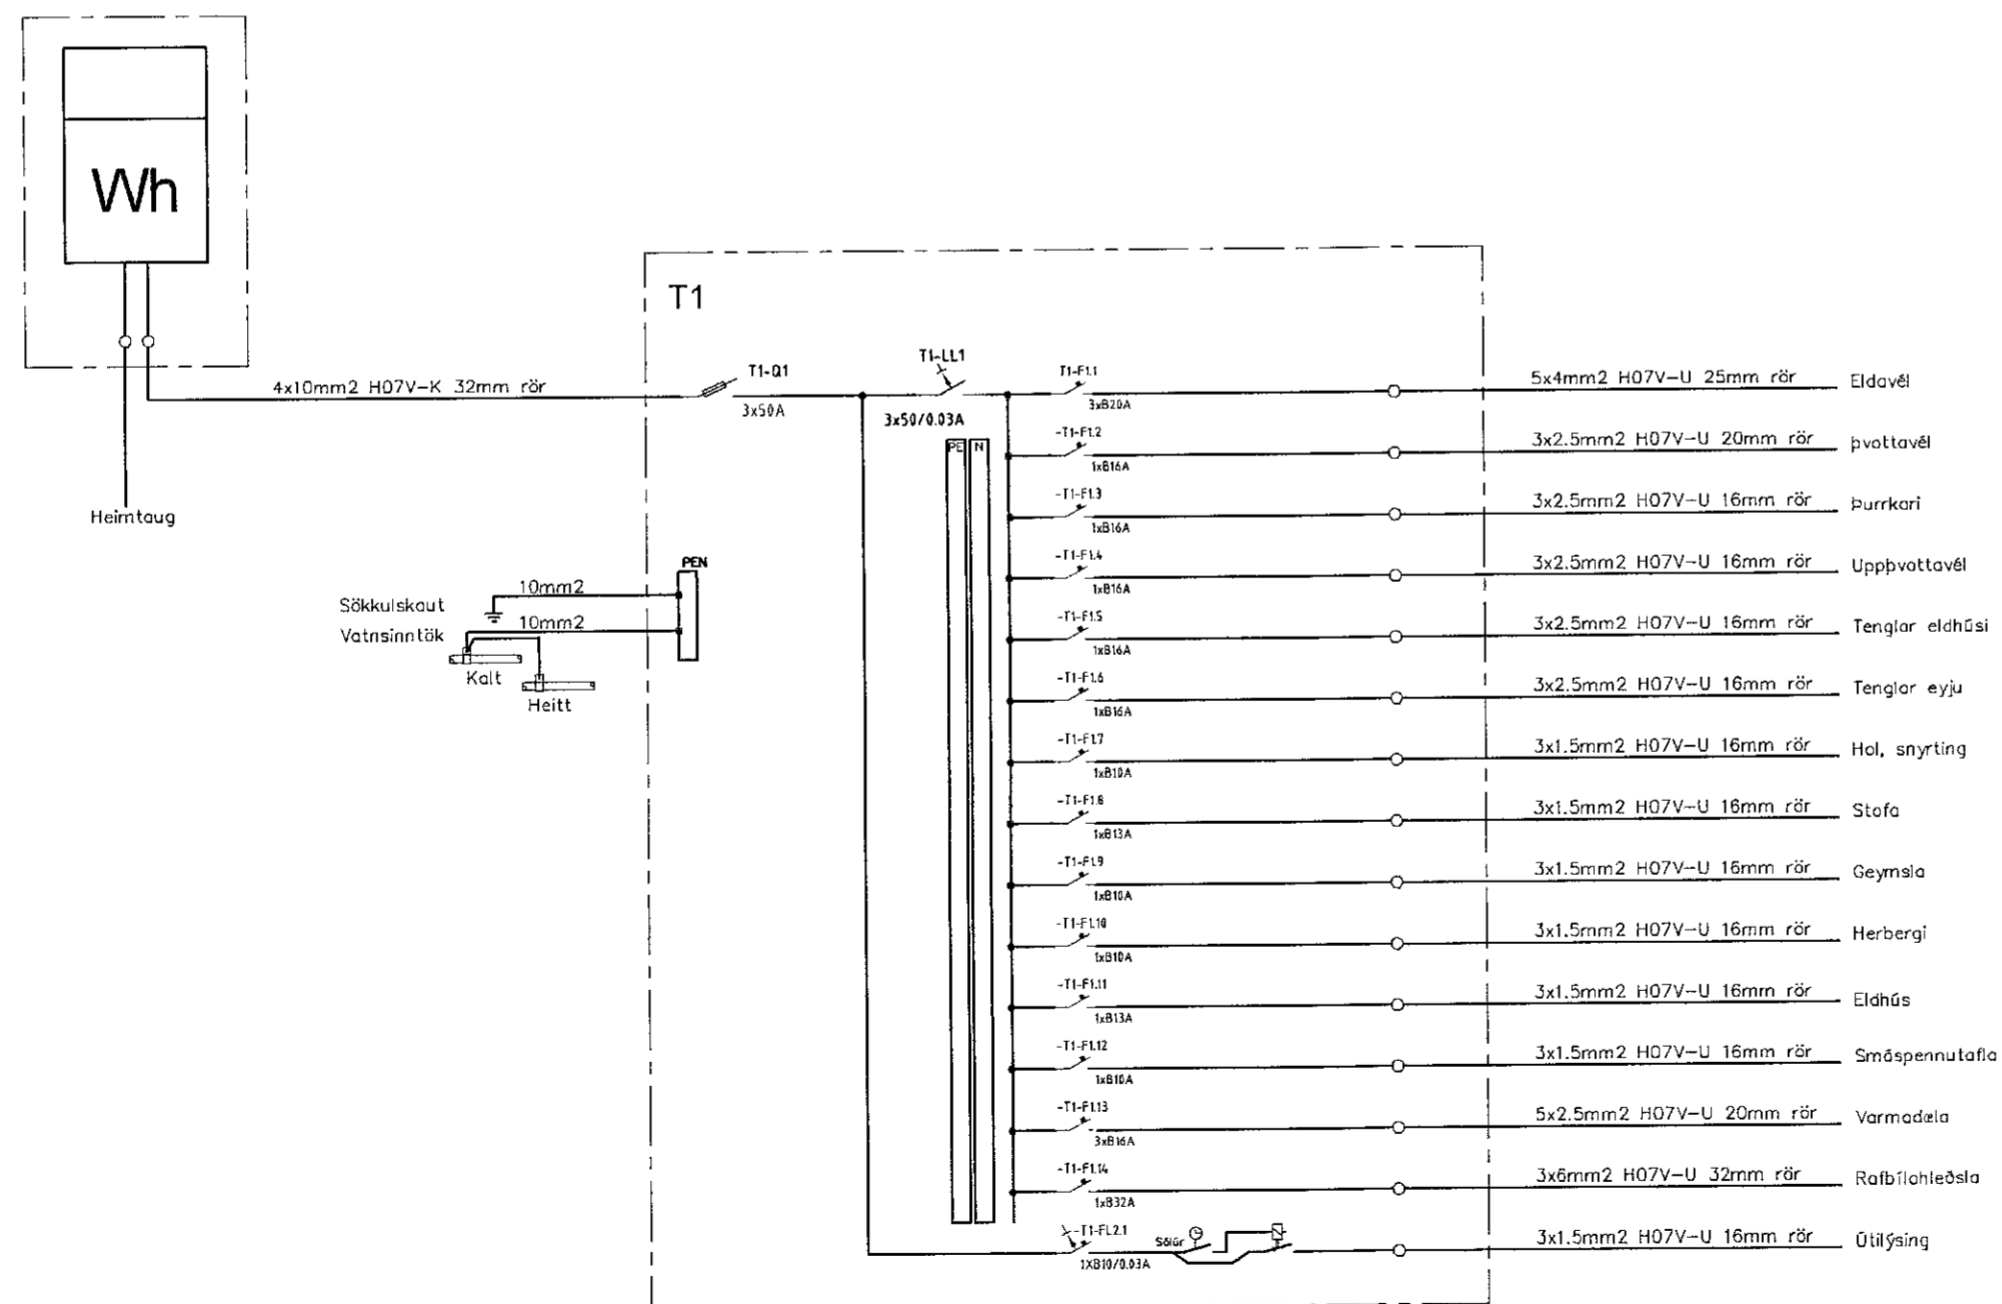 Wh
Heimtaug
4x10mm2 H07V-K 32mm rör
T1
T1-Q1
3x50A
T1-LL1
3x50/0.03A
PE
N
PEN
10mm2
10mm2
Sökkulskaut
Vatnsinntök
Kalt
Heitt
T1-F1.1
3xB20A
5x4mm2 H07V-U 25mm rör
Eldavél
-T1-F1.2
1xB16A
3x2.5mm2 H07V-U 20mm rör
þvottavél
-T1-F1.3
1xB16A
3x2.5mm2 H07V-U 16mm rör
Þurrkari
-T1-F1.4
1xB16A
3x2.5mm2 H07V-U 16mm rör
Uppþvottavél
-T1-F1.5
1xB16A
3x2.5mm2 H07V-U 16mm rör
Tenglar eldhúsi
-T1-F1.6
1xB16A
3x2.5mm2 H07V-U 16mm rör
Tenglar eyju
-T1-F1.7
1xB10A
3x1.5mm2 H07V-U 16mm rör
Hol, snyrting
-T1-F1.8
1xB13A
3x1.5mm2 H07V-U 16mm rör
Stofa
-T1-F1.9
1xB10A
3x1.5mm2 H07V-U 16mm rör
Geymsla
-T1-F1.10
1xB10A
3x1.5mm2 H07V-U 16mm rör
Herbergi
-T1-F1.11
1xB13A
3x1.5mm2 H07V-U 16mm rör
Eldhús
-T1-F1.12
1xB10A
3x1.5mm2 H07V-U 16mm rör
Smáspennutafla
-T1-F1.13
3xB16A
5x2.5mm2 H07V-U 20mm rör
Varmadæla
-T1-F1.14
1xB32A
3x6mm2 H07V-U 32mm rör
Rafbílahleðsla
-T1-FL2.1
1XB10/0.03A
Sólúr
3x1.5mm2 H07V-U 16mm rör
Útilýsing